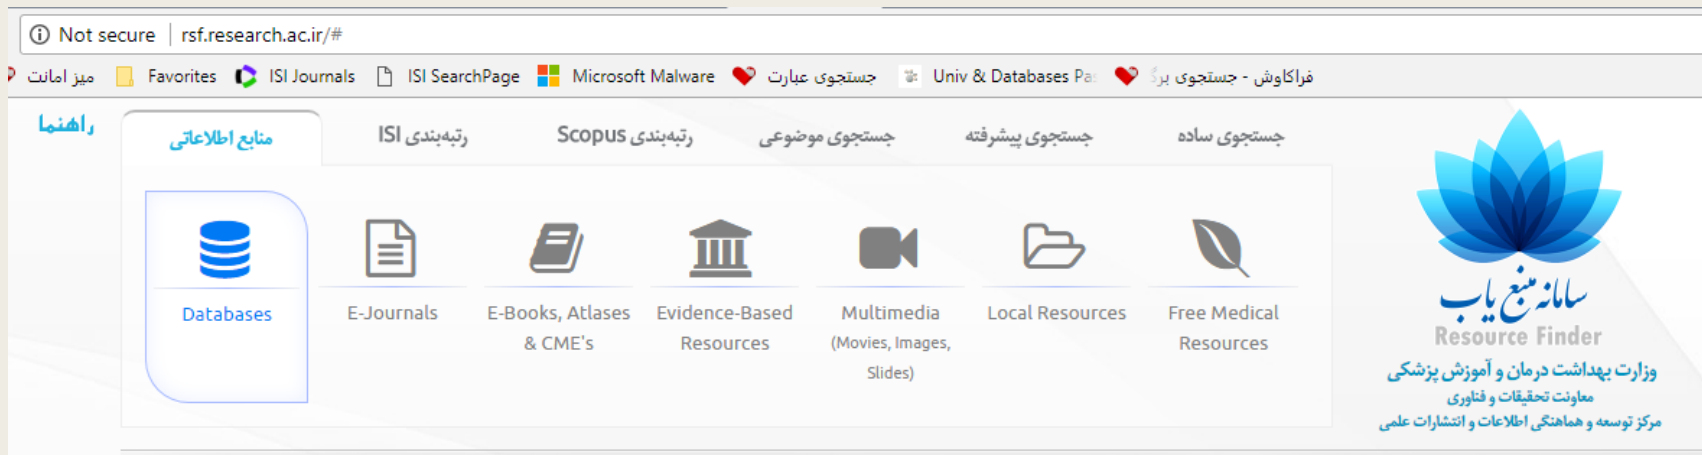 Not secure | rsf.research.ac.ir/#
میز امانت Favorites ISI Journals ISI SearchPage Microsoft Malware جستجوی عبارت Univ & Databases Pa فراکاوش - جستجوی برگ
راهنما
جستجوی ساده جستجوی پیشرفته جستجوی موضوعی رتبه‌بندی Scopus رتبه‌بندی ISI منابع اطلاعاتی
Databases
E-Journals
E-Books, Atlases
& CME's
Evidence-Based
Resources
Multimedia
(Movies, Images,
Slides)
Local Resources
Free Medical
Resources
سامانه منبع یاب
Resource Finder
وزارت بهداشت درمان و آموزش پزشکی
معاونت تحقیقات و فناوری
مرکز توسعه و هماهنگی اطلاعات و انتشارات علمی